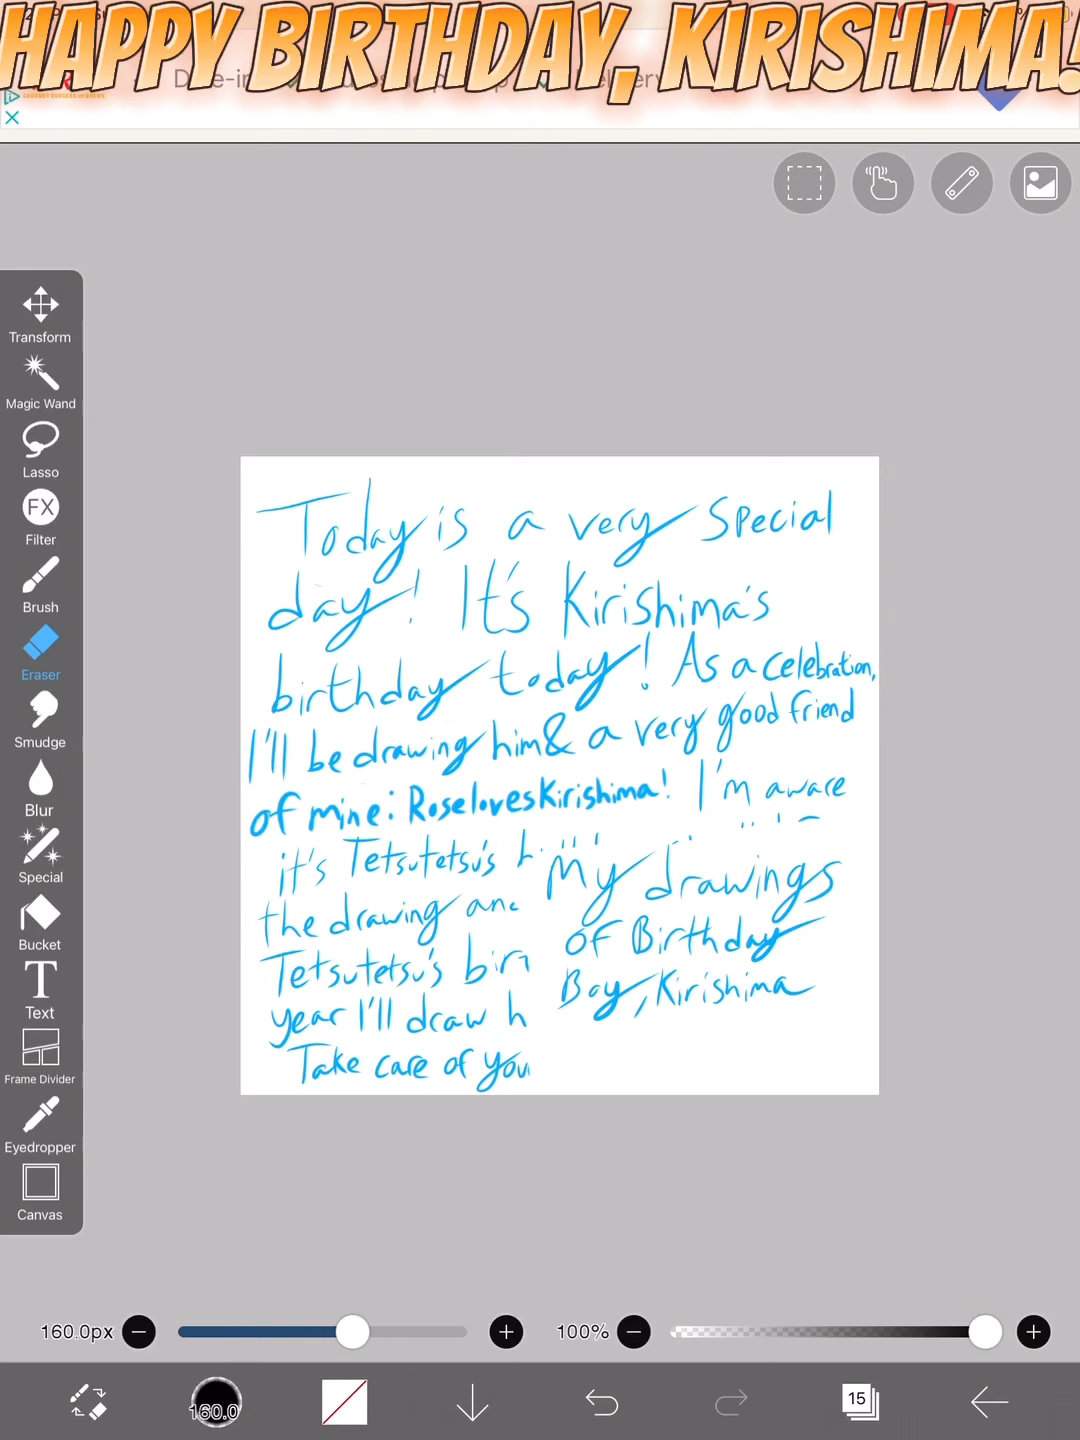 HAPPY BIRTHDAY, KIRISHIMA!
Transform
Magic Wand
Lasso
FX
Filter
Brush
Eraser
Smudge
Blur
Special
Bucket
T
Text
Frame Divider
Eyedropper
Canvas
Today is a very special
day! It's Kirishima's
birthday today! As a celebration,
I'll be drawing him & a very good friend
of mine: RoselovesKirishima! I'm aware
it's Tetsutetsu's
the drawing
Tetsutetsu's
year I'll draw
Take care of
My drawings
of Birthday
Boy, Kirishima
160.0px
100%
160.0
15